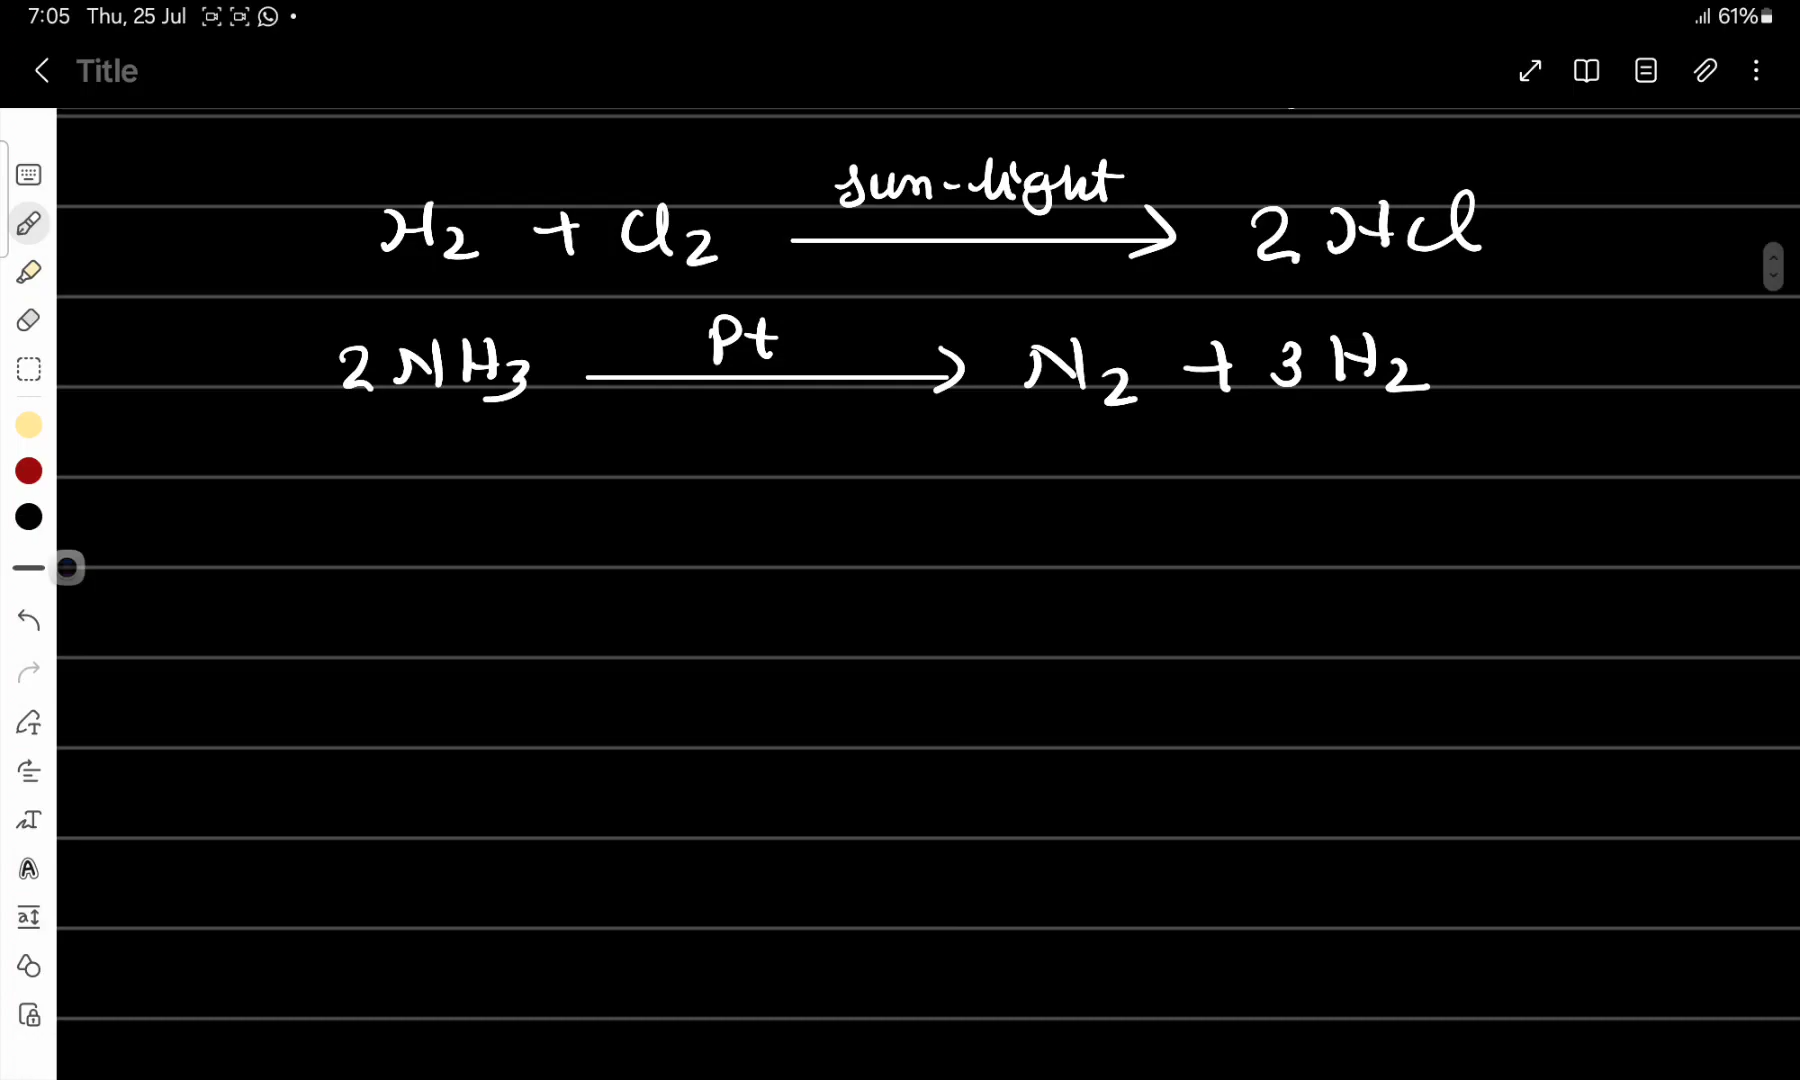 7:05 Thu, 25 Jul 61%
Title
sun-light
H₂ + Cl₂ ⟶ 2HCl
Pt
2NH₃ ⟶ N₂ + 3H₂